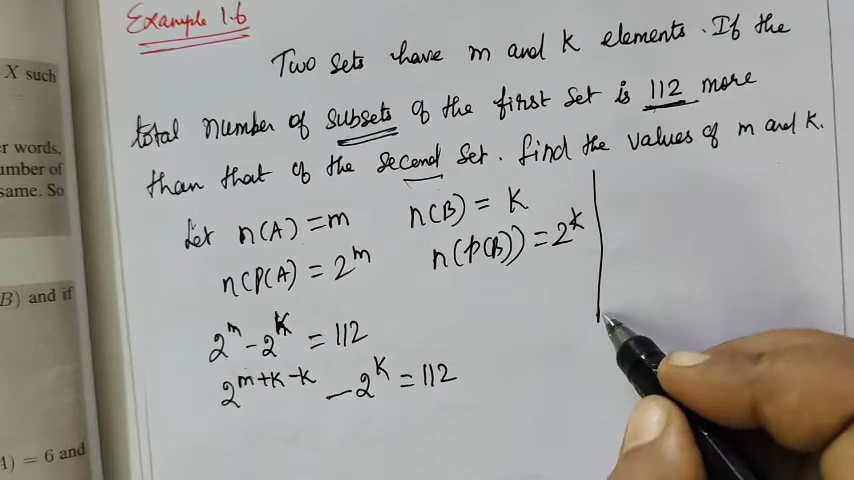 Example 1.6
Two sets have m and k elements. If the
total number of subsets of the first set is 112 more
than that of the second set. find the values of m and k.
Let n(A) = m n(B) = k
n(p(A) = 2^m n(p(B)) = 2^k
2^m - 2^k = 112
2^m+k-k - 2^k = 112
X such
er words,
umber of
same. So
B) and if
A) = 6 and